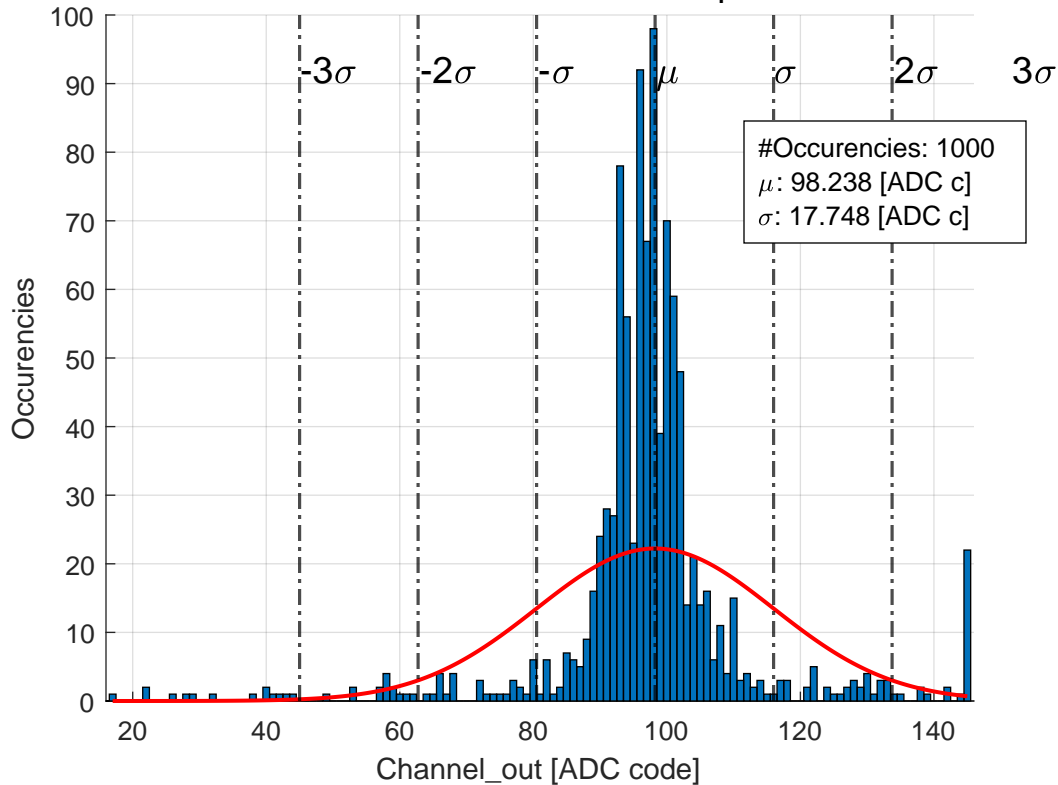 100
90
80
70
60
50
40
30
20
10
0
Occurencies
-3σ
-2σ
-σ
μ
σ
2σ
3σ
#Occurencies: 1000
μ: 98.238 [ADC c]
σ: 17.748 [ADC c]
20
40
60
80
100
120
140
Channel_out [ADC code]